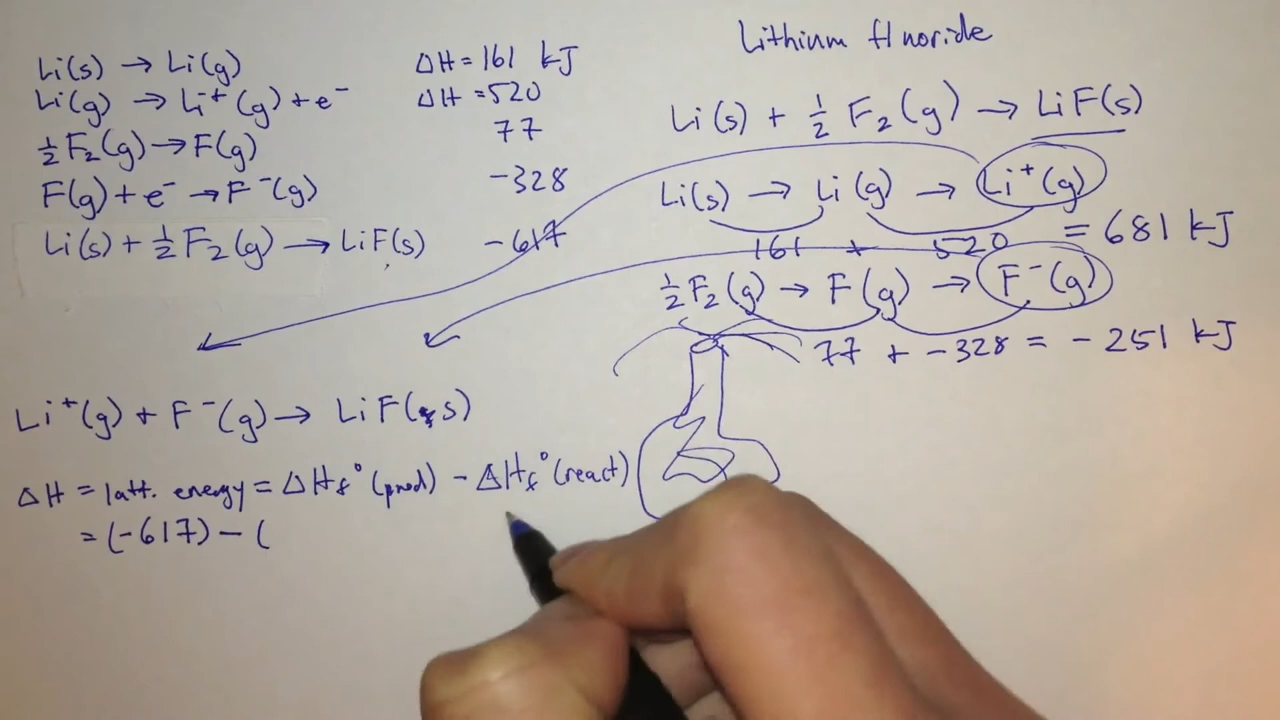 Lithium fluoride
Li(s) → Li(g) ΔH = 161 kJ
Li(g) → Li⁺(g) + e⁻ ΔH = 520
½F₂(g) → F(g) 77
F(g) + e⁻ → F⁻(g) -328
Li(s) + ½F₂(g) → LiF(s) -617
Li(s) + ½F₂(g) → LiF(s)
Li(s) → Li(g) → Li⁺(g)
161 + 520 = 681 kJ
½F₂(g) → F(g) → F⁻(g)
77 + -328 = -251 kJ
Li⁺(g) + F⁻(g) → LiF(s)
ΔH = latt. energy = ΔHf°(prod) - ΔHf°(react)
= (-617) - (